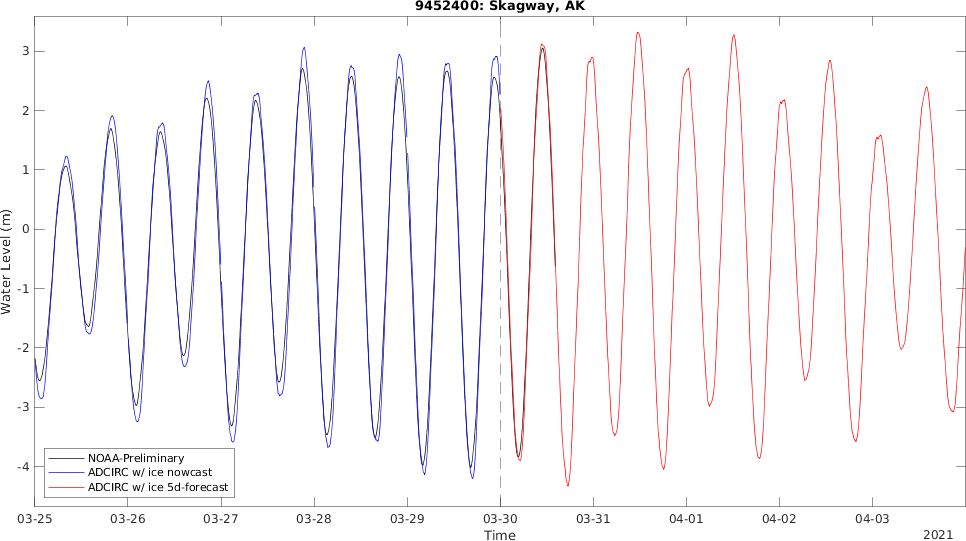 9452400: Skagway, AK
Water Level (m)
3
2
1
0
-1
-2
-3
-4
NOAA-Preliminary
ADCIRC w/ ice nowcast
ADCIRC w/ ice 5d-forecast
03-25 03-26 03-27 03-28 03-29 03-30 03-31 04-01 04-02 04-03
Time
2021